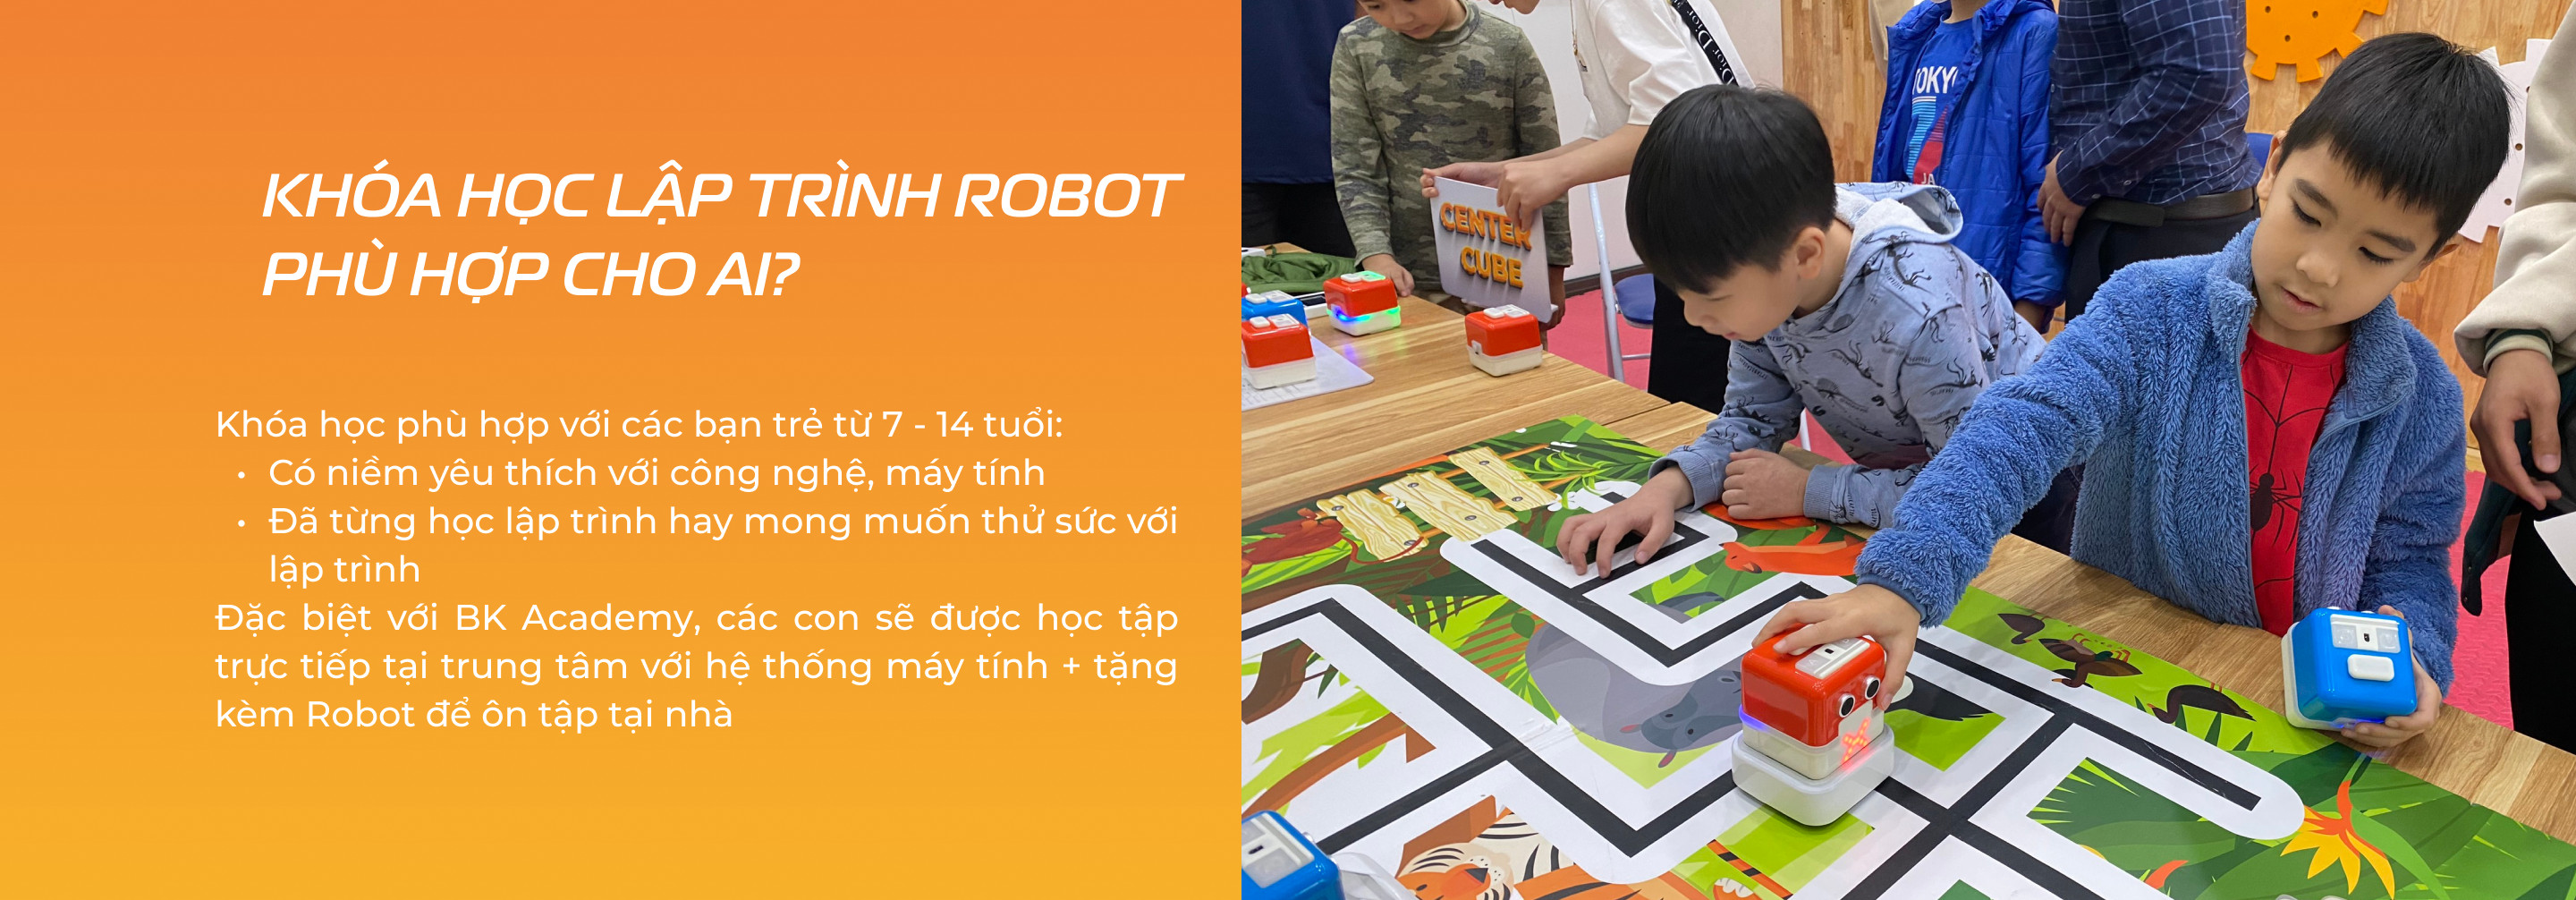 KHÓA HỌC LẬP TRÌNH ROBOT
PHÙ HỢP CHO AI?
Khóa học phù hợp với các bạn trẻ từ 7 - 14 tuổi:
• Có niềm yêu thích với công nghệ, máy tính
• Đã từng học lập trình hay mong muốn thử sức với
lập trình
Đặc biệt với BK Academy, các con sẽ được học tập
trực tiếp tại trung tâm với hệ thống máy tính + tặng
kèm Robot để ôn tập tại nhà
CENTER
CUBE
TOKY
JA
Dior